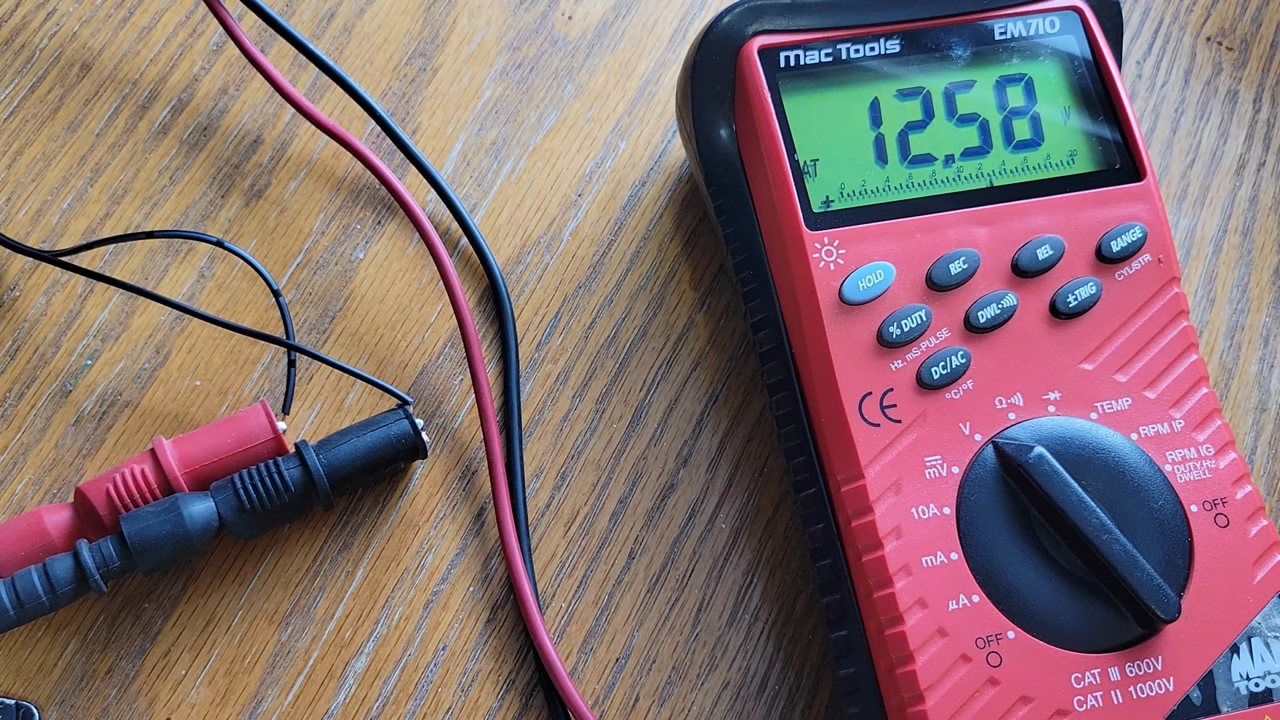 Mac Tools EM710
12.58 V
AT
0 2 4 6 8 10 2 4 6 8 20
+
HOLD REC REL RANGE
CYL/STR
% DUTY DWL ±TRIG
Hz, mS-PULSE
DC/AC
°C/°F
CE
V Ω TEMP
mV RPM IP
10A RPM IG
DUTY,Hz
DWELL
mA OFF
μA
OFF
CAT III 600V
CAT II 1000V